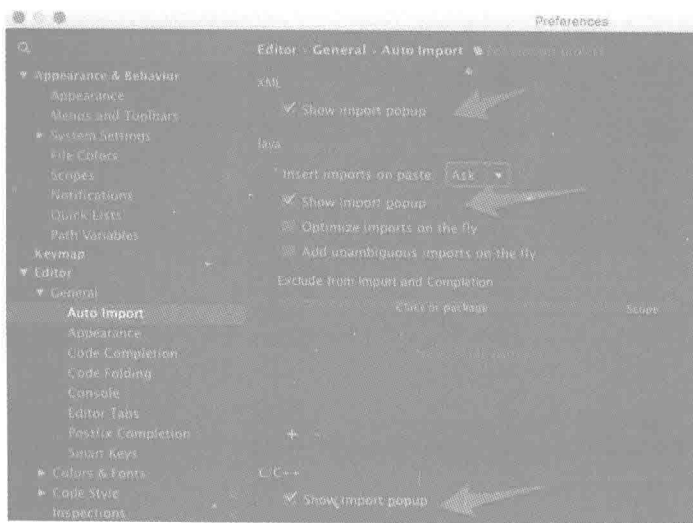 Preferences
Editor › General › Auto Import
Appearance & Behavior
Appearance
Menus and Toolbars
System Settings
File Colors
Scopes
Notifications
Quick Lists
Path Variables
Keymap
Editor
General
Auto Import
Appearance
Code Completion
Code Folding
Console
Editor Tabs
Postfix Completion
Smart Keys
Colors & Fonts
Code Style
Inspections
XML
Show import popup
Java
Insert imports on paste: Ask
Show import popup
Optimize imports on the fly
Add unambiguous imports on the fly
Exclude from Import and Completion
Class or package Scope
+ -
C/C++
Show import popup